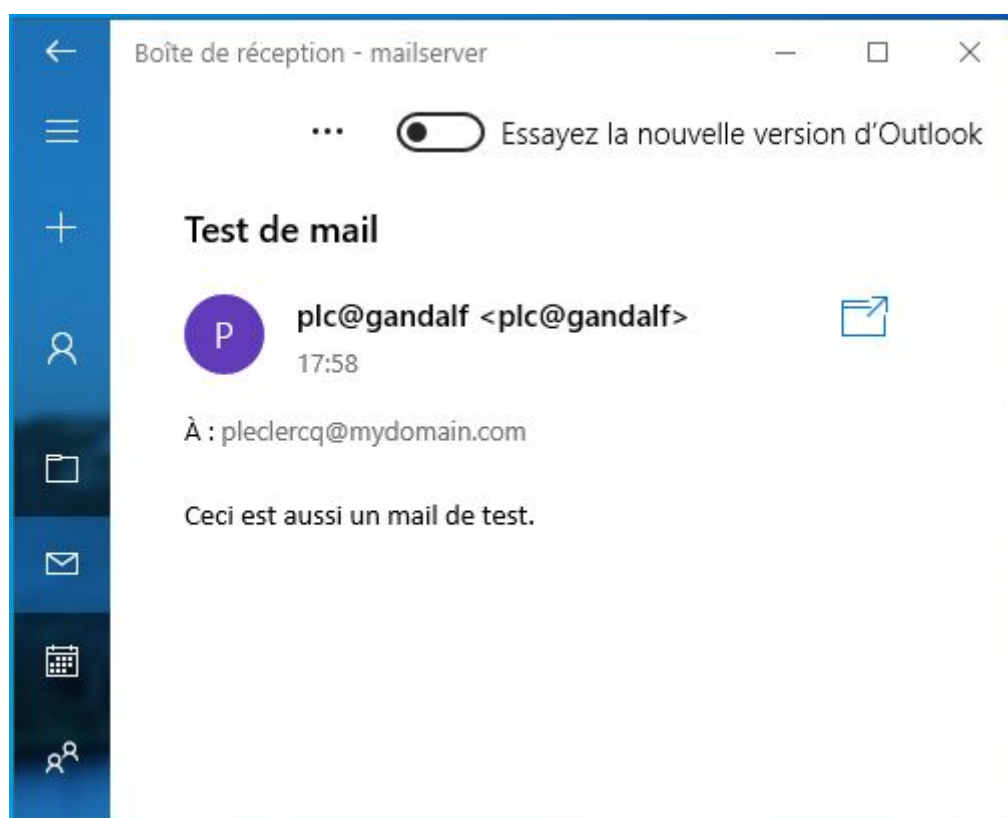 Boîte de réception - mailserver
... Essayez la nouvelle version d'Outlook
Test de mail
P
plc@gandalf <plc@gandalf>
17:58
À : pleclercq@mydomain.com
Ceci est aussi un mail de test.